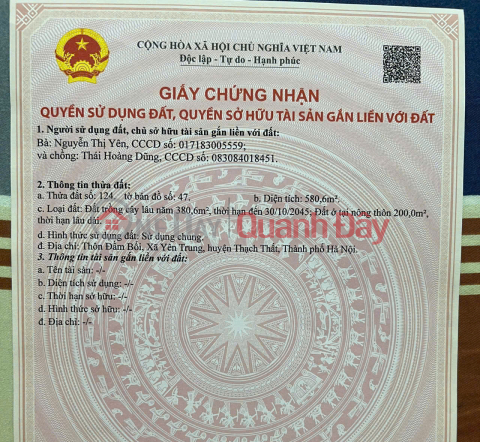 CỘNG HÒA XÃ HỘI CHỦ NGHĨA VIỆT NAM
Độc lập - Tự do - Hạnh phúc
GIẤY CHỨNG NHẬN
QUYỀN SỬ DỤNG ĐẤT, QUYỀN SỞ HỮU TÀI SẢN GẮN LIỀN VỚI ĐẤT
1. Người sử dụng đất, chủ sở hữu tài sản gắn liền với đất:
Bà: Nguyễn Thị Yên, CCCD số: 017183005559;
và chồng: Thái Hoàng Dũng, CCCD số: 083084018451.
2. Thông tin thửa đất:
a. Thửa đất số: 124, tờ bản đồ số: 47. b. Diện tích: 580,6m²,
c. Loại đất: Đất trồng cây lâu năm 380,6m², thời hạn đến 30/10/2045; Đất ở tại nông thôn 200,0m²,
thời hạn lâu dài.
d. Hình thức sử dụng đất: Sử dụng chung.
đ. Địa chỉ: Thôn Đầm Bối, Xã Yên Trung, huyện Thạch Thất, Thành phố Hà Nội.
3. Thông tin tài sản gắn liền với đất:
a. Tên tài sản: -/-
b. Diện tích sử dụng: -/-
c. Thời hạn sở hữu: -/-
d. Hình thức sở hữu: -/-
đ. Địa chỉ: -/-